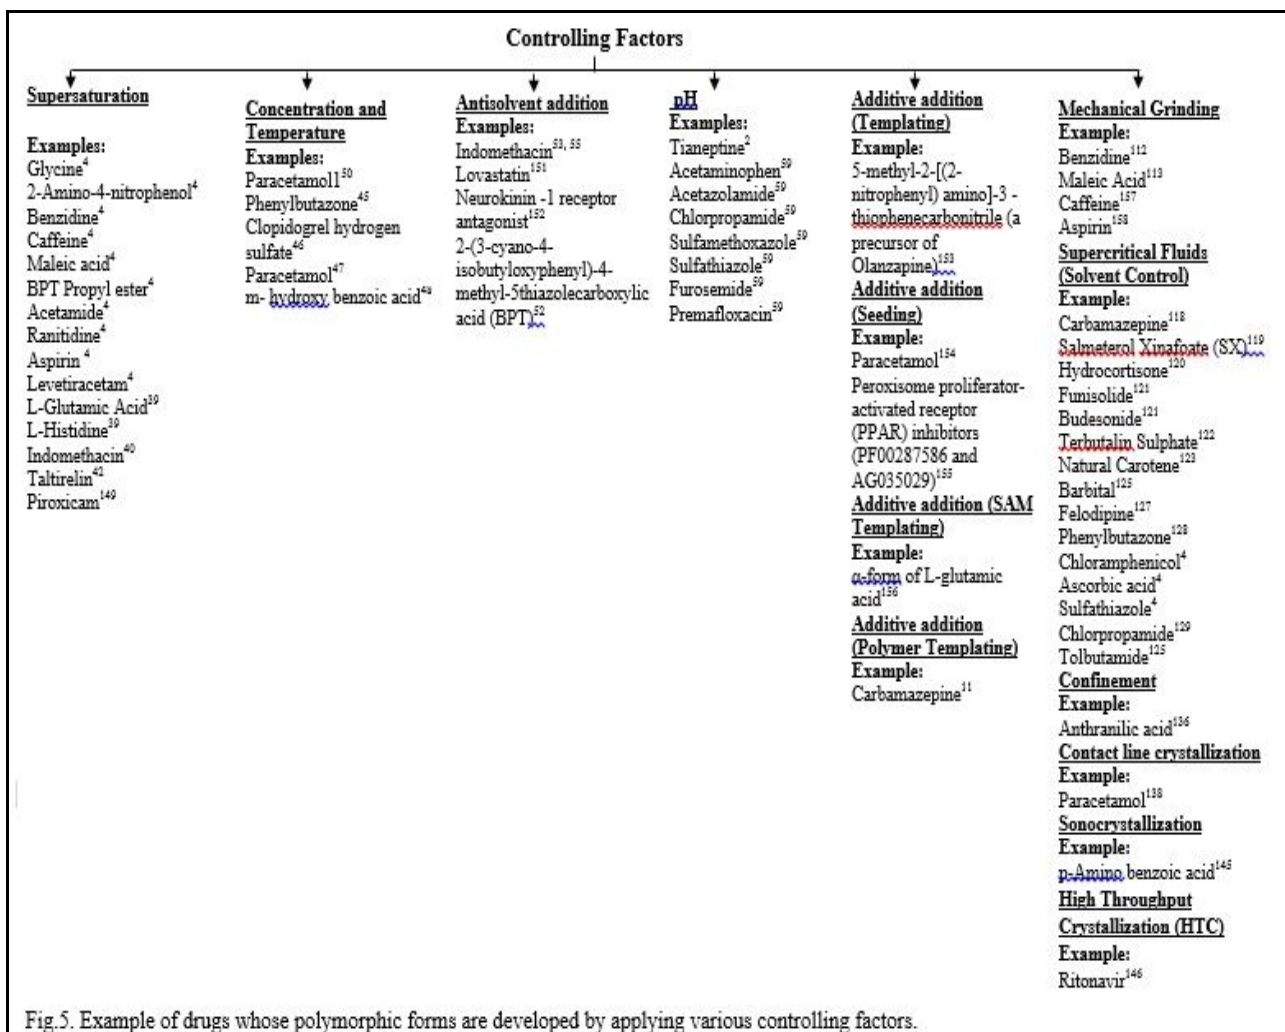 Controlling Factors
Supersaturation
Examples:
Glycine⁴
2-Amino-4-nitrophenol⁴
Benzidine⁴
Caffeine⁴
Maleic acid⁴
BPT Propyl ester⁴
Acetamide⁴
Ranitidine⁴
Aspirin ⁴
Levetiracetam⁴
L-Glutamic Acid³⁹
L-Histidine³⁹
Indomethacin⁴⁰
Taltirelin⁴²
Piroxicam¹⁴⁹
Concentration and
Temperature
Examples:
Paracetamol1⁵⁰
Phenylbutazone⁴⁵
Clopidogrel hydrogen
sulfate⁴⁶
Paracetamol⁴⁷
m- hydroxy benzoic acid
Antisolvent addition
Examples:
Indomethacin⁵³, ⁵⁵
Lovastatin¹⁵¹
Neurokinin -1 receptor
antagonist¹⁵²
2-(3-cyano-4-
isobutyloxyphenyl)-4-
methyl-5thiazolecarboxylic
acid (BPT)⁵²
pH
Examples:
Tianeptine²
Acetaminophen⁵⁹
Acetazolamide⁵⁹
Chlorpropamide⁵⁹
Sulfamethoxazole⁵⁹
Sulfathiazole⁵⁹
Furosemide⁵⁹
Premafloxacin⁵⁹
Additive addition
(Templating)
Example:
5-methyl-2-[(2-
nitrophenyl) amino]-3 -
thiophenecarbonitrile (a
precursor of
Olanzapine)¹⁵³
Additive addition
(Seeding)
Example:
Paracetamol¹⁵⁴
Peroxisome proliferator-
activated receptor
(PPAR) inhibitors
(PF00287586 and
AG035029)¹⁵⁵
Additive addition (SAM
Templating)
Example:
α-form of L-glutamic
acid¹⁵⁶
Additive addition
(Polymer Templating)
Example:
Carbamazepine¹¹
Mechanical Grinding
Example:
Benzidine¹¹²
Maleic Acid¹¹³
Caffeine¹⁵⁷
Aspirin¹⁵⁸
Supercritical Fluids
(Solvent Control)
Example:
Carbamazepine¹¹⁸
Salmeterol Xinafoate (SX)¹¹⁹
Hydrocortisone¹²⁰
Funisolide¹²¹
Budesonide¹²¹
Terbutalin Sulphate¹²²
Natural Carotene¹²³
Barbital¹²⁵
Felodipine¹²⁷
Phenylbutazone¹²⁸
Chloramphenicol⁴
Ascorbic acid⁴
Sulfathiazole⁴
Chlorpropamide¹²⁹
Tolbutamide¹²⁵
Confinement
Example:
Anthranilic acid¹³⁶
Contact line crystallization
Example:
Paracetamol¹³⁸
Sonocrystallization
Example:
p-Amino benzoic acid¹⁴⁵
High Throughput
Crystallization (HTC)
Example:
Ritonavir¹⁴⁶
Fig.5. Example of drugs whose polymorphic forms are developed by applying various controlling factors.